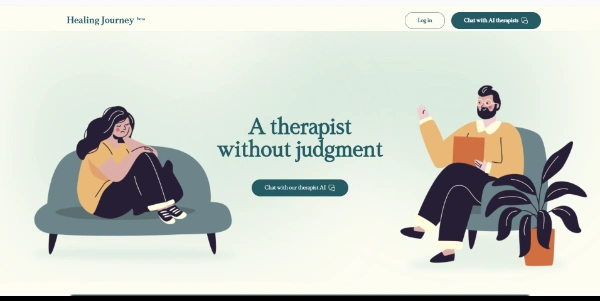 Healing Journey beta
Log in
Chat with AI therapists
A therapist
without judgment
Chat with our therapist AI